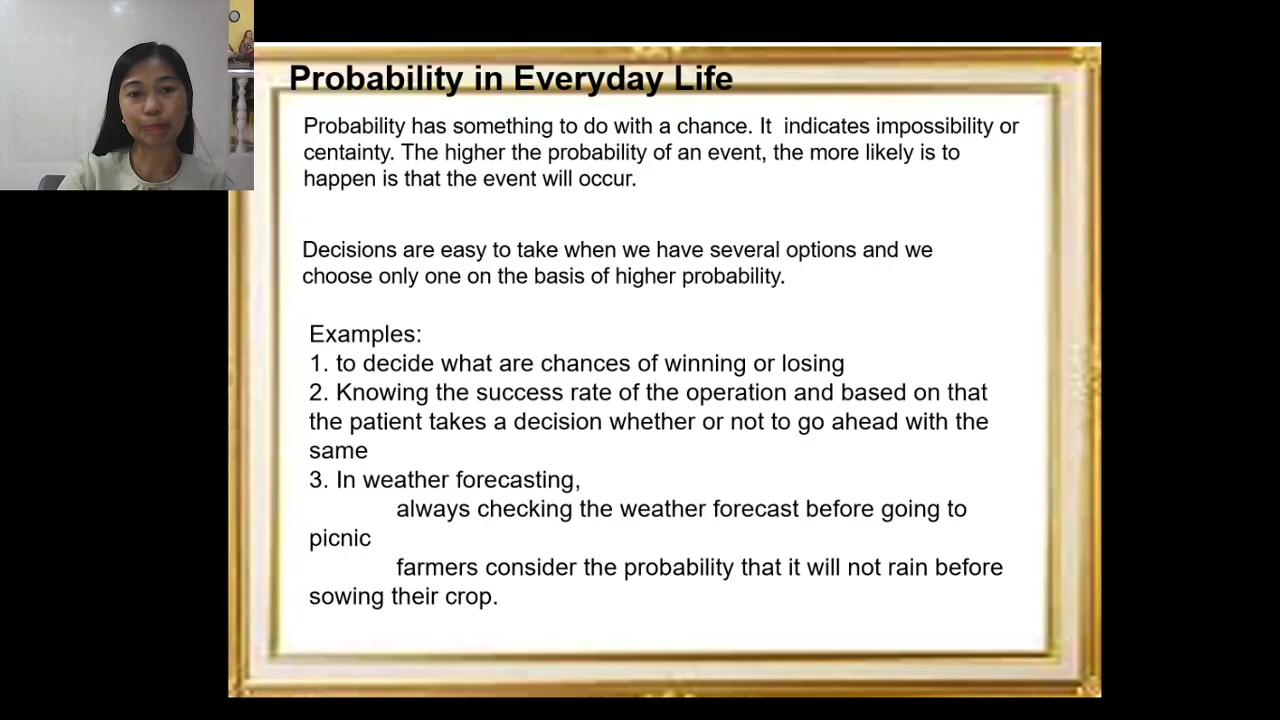 Probability in Everyday Life
Probability has something to do with a chance. It  indicates impossibility or
centainty. The higher the probability of an event, the more likely is to
happen is that the event will occur.
Decisions are easy to take when we have several options and we
choose only one on the basis of higher probability.
Examples:
1. to decide what are chances of winning or losing
2. Knowing the success rate of the operation and based on that
the patient takes a decision whether or not to go ahead with the
same
3. In weather forecasting,
always checking the weather forecast before going to
picnic
farmers consider the probability that it will not rain before
sowing their crop.